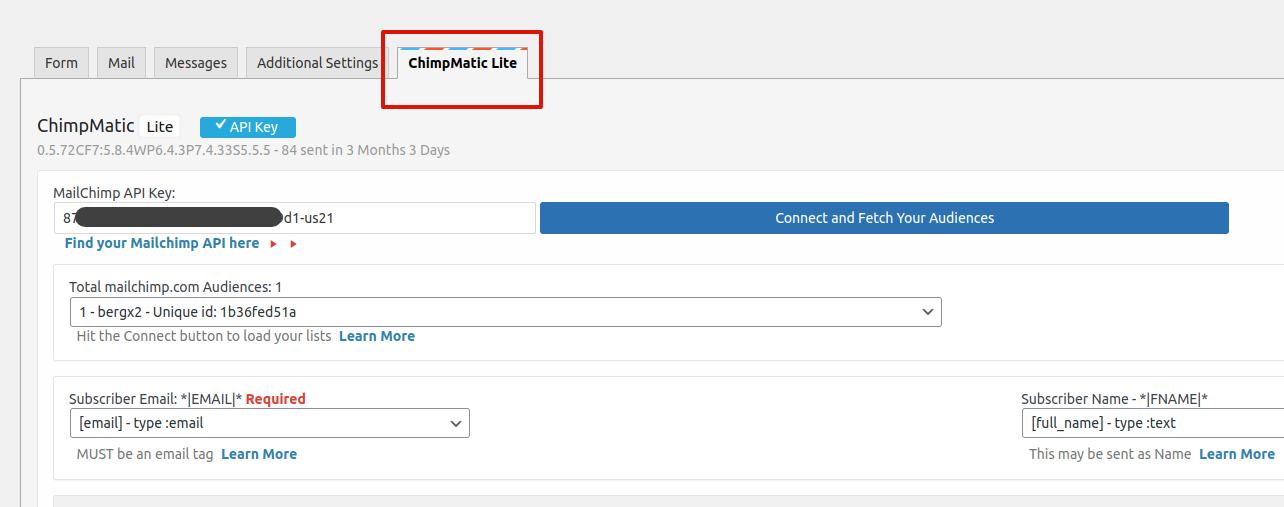 Form Mail Messages Additional Settings ChimpMatic Lite
ChimpMatic Lite API Key
0.5.72CF7:5.8.4WP6.4.3P7.4.33S5.5.5 - 84 sent in 3 Months 3 Days
MailChimp API Key:
87 d1-us21 Connect and Fetch Your Audiences
Find your Mailchimp API here
Total mailchimp.com Audiences: 1
1 - bergx2 - Unique id: 1b36fed51a
Hit the Connect button to load your lists Learn More
Subscriber Email: *|EMAIL|* Required Subscriber Name - *|FNAME|*
[email] - type :email [full_name] - type :text
MUST be an email tag Learn More This may be sent as Name Learn More